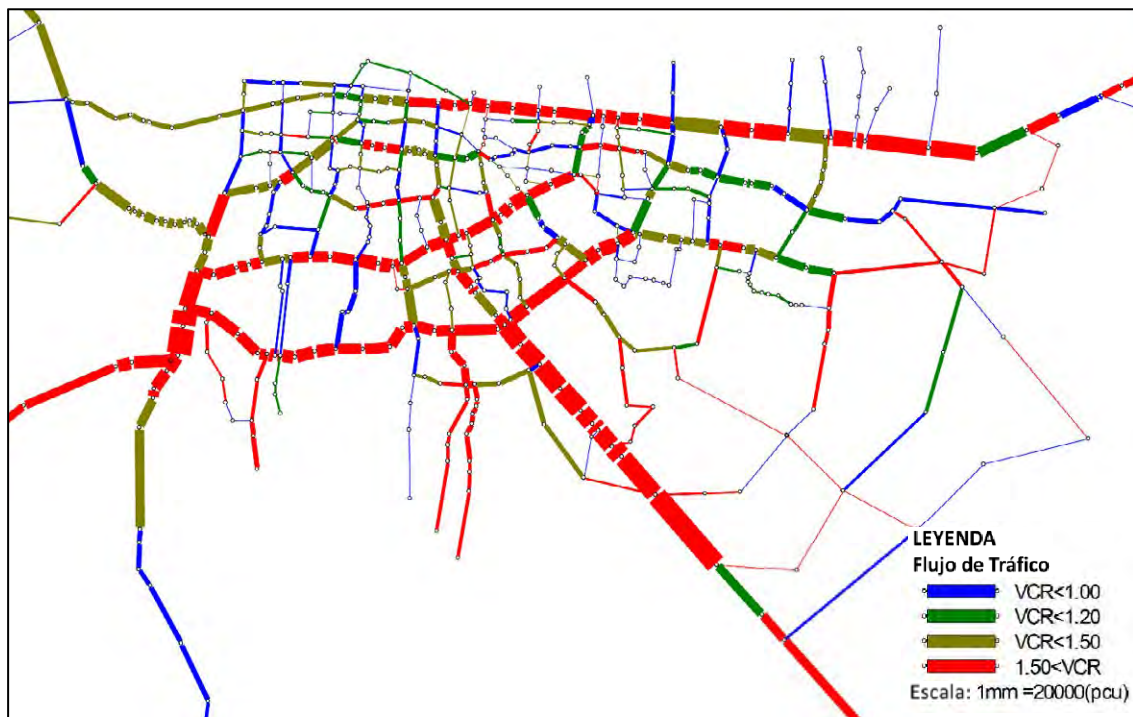 LEYENDA
Flujo de Tráfico
VCR<1.00
VCR<1.20
VCR<1.50
1.50<VCR
Escala: 1mm =20000(pcu)